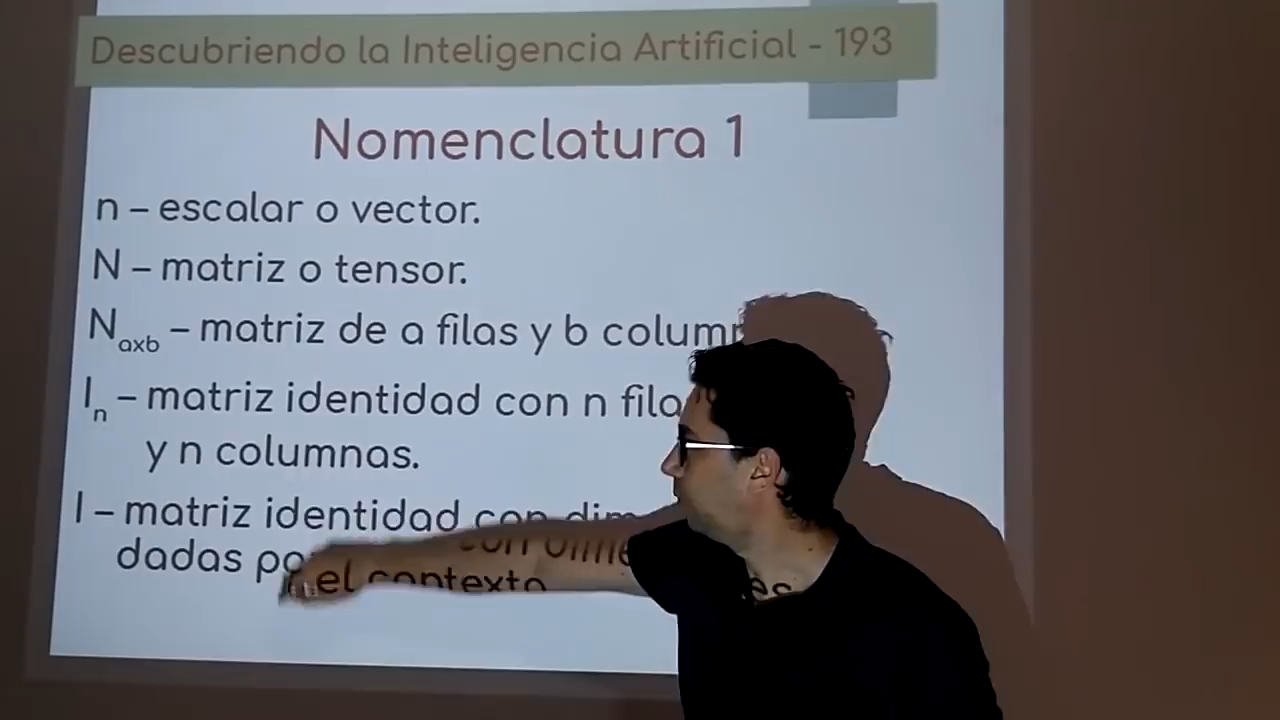 Descubriendo la Inteligencia Artificial - 193
Nomenclatura 1
n – escalar o vector.
N – matriz o tensor.
Naxb – matriz de a filas y b colum
In – matriz identidad con n fila
y n columnas.
I – matriz identidad con dim
dadas po el contexto